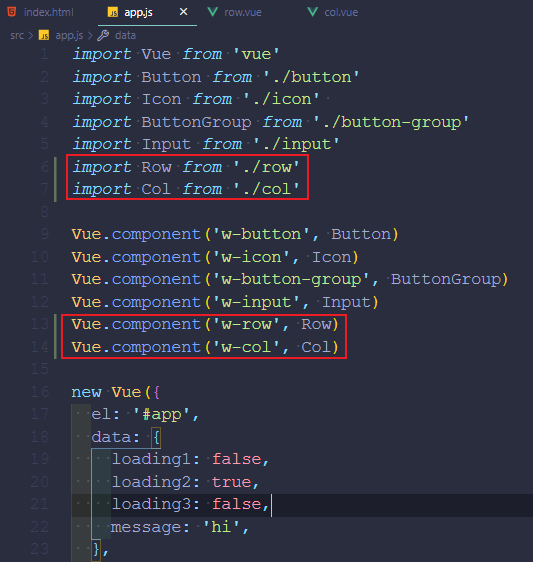 index.html app.js row.vue col.vue
src > app.js > data
1 import Vue from 'vue'
2 import Button from './button'
3 import Icon from './icon'
4 import ButtonGroup from './button-group'
5 import Input from './input'
6 import Row from './row'
7 import Col from './col'
8
9 Vue.component('w-button', Button)
10 Vue.component('w-icon', Icon)
11 Vue.component('w-button-group', ButtonGroup)
12 Vue.component('w-input', Input)
13 Vue.component('w-row', Row)
14 Vue.component('w-col', Col)
15
16 new Vue({
17 el: '#app',
18 data: {
19 loading1: false,
20 loading2: true,
21 loading3: false,
22 message: 'hi',
23 },